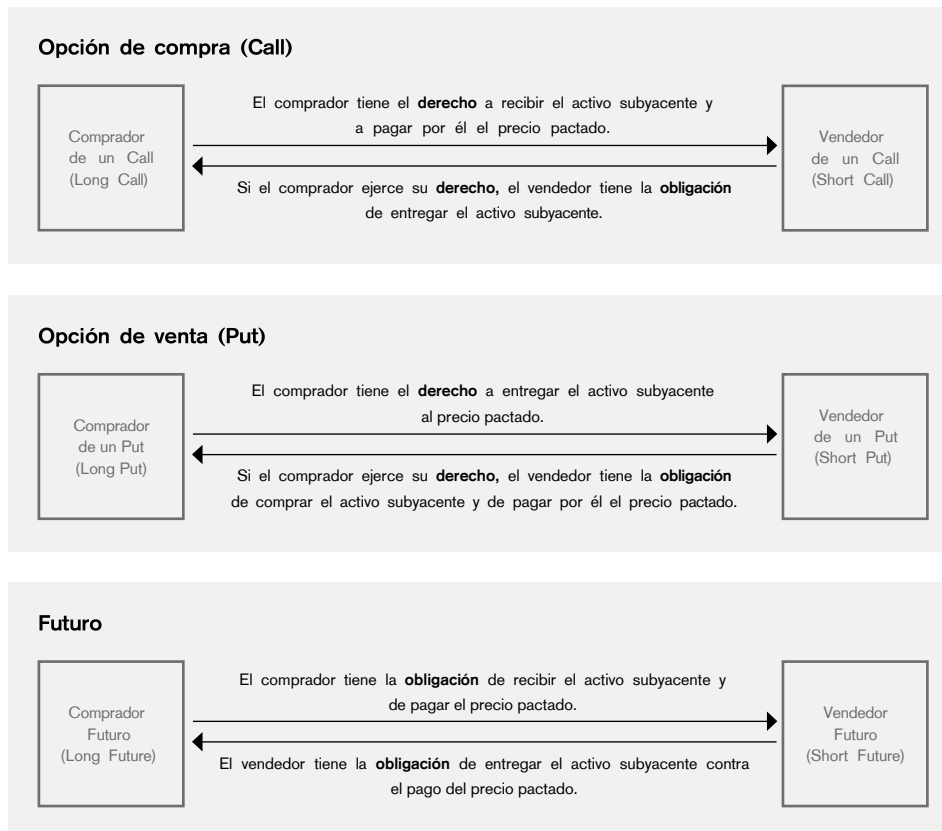 Opción de compra (Call)
Comprador
de un Call
(Long Call)
El comprador tiene el derecho a recibir el activo subyacente y
a pagar por él el precio pactado.
Si el comprador ejerce su derecho, el vendedor tiene la obligación
de entregar el activo subyacente.
Vendedor
de un Call
(Short Call)
Opción de venta (Put)
Comprador
de un Put
(Long Put)
El comprador tiene el derecho a entregar el activo subyacente
al precio pactado.
Si el comprador ejerce su derecho, el vendedor tiene la obligación
de comprar el activo subyacente y de pagar por él el precio pactado.
Vendedor
de un Put
(Short Put)
Futuro
Comprador
Futuro
(Long Future)
El comprador tiene la obligación de recibir el activo subyacente y
de pagar el precio pactado.
El vendedor tiene la obligación de entregar el activo subyacente contra
el pago del precio pactado.
Vendedor
Futuro
(Short Future)